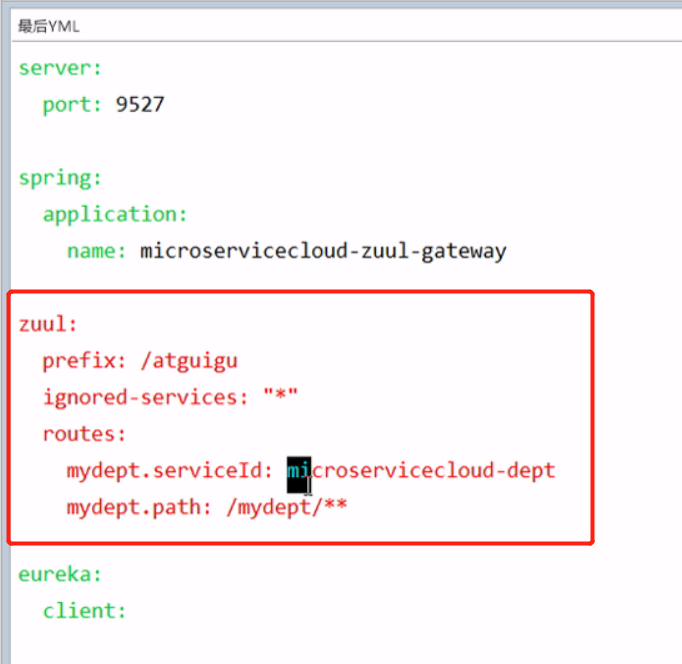 最后YML
server:
  port: 9527
spring:
  application:
    name: microservicecloud-zuul-gateway
zuul:
  prefix: /atguigu
  ignored-services: "*"
  routes:
    mydept.serviceId: microservicecloud-dept
    mydept.path: /mydept/**
eureka:
  client: